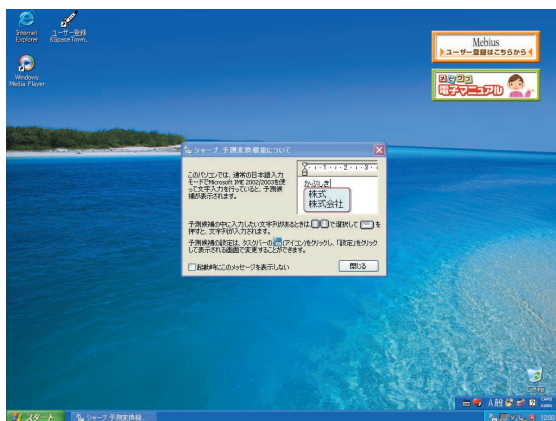 Internet
Explorer
ユーザー登録
Space Town...
Windows
Media Player
Mebius
ユーザー登録はこちらから
電子マニュアル
シャープ 予測変換機能について
このパソコンでは、通常の日本語入力
モードでMicrosoft IME 2002/2003を使
って文字入力を行っていると、予測候
補が表示されます。
かぶしき
株式
株式会社
予測候補の中に入力したい文字列があるときは、で選択して を
押すと、文字列が入力されます。
予測候補の設定は、タスクバーの (アイコン)をクリックし、「設定」をクリック
して表示される画面で変更することができます。
起動時にこのメッセージを表示しない
閉じる
ごみ箱
A 般
CAPS
KANA
スタート
シャープ 予測変換機...
12:00